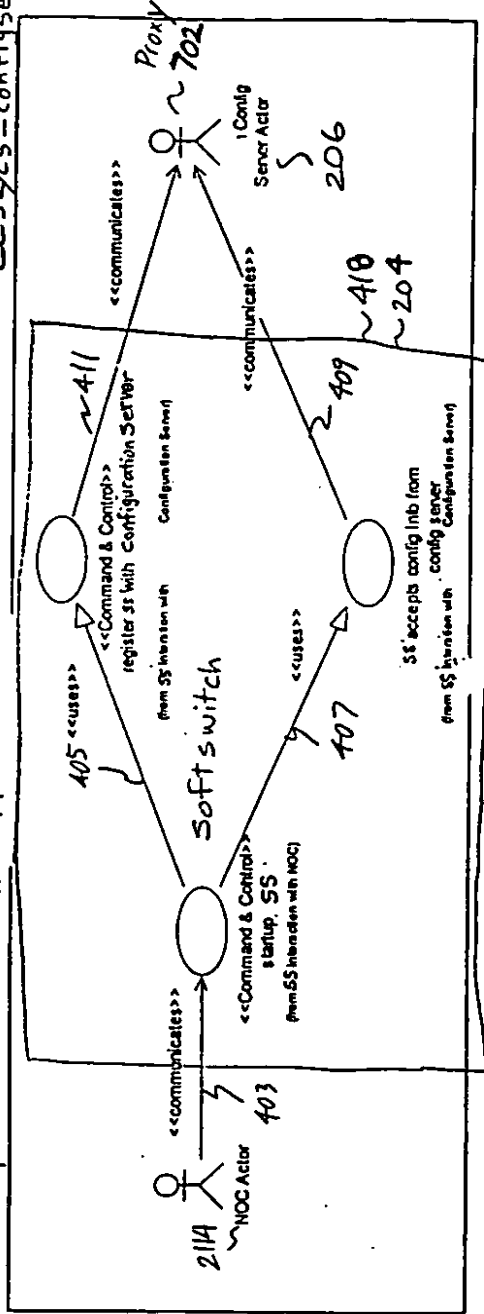 Proxy
702
1 Config
Server Actor
206
<<communicates>>
<<communicates>>
418
204
411
<<Command & Control>>
register ss with Configuration Server
(from SS Interaction with
Configuration Server)
409
SS accepts config Info from
config server
(from SS Interaction with
Configuration Server)
405 <<uses>>
<<uses>>
407
Softswitch
<<Command & Control>>
startup, SS
(from SS Interaction with NOC)
<<communicates>>
403
2114
NOC Actor